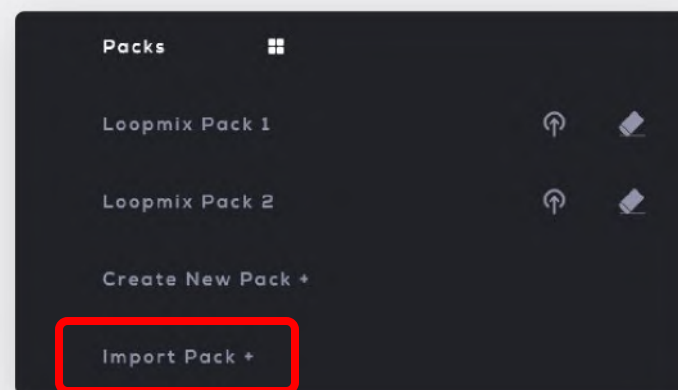 Packs
Loopmix Pack 1
Loopmix Pack 2
Create New Pack +
Import Pack +